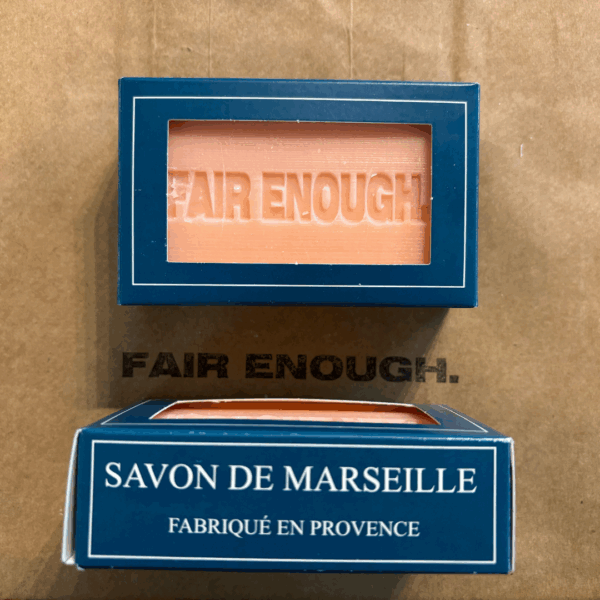 FAIR ENOUGH.
FAIR ENOUGH.
SAVON DE MARSEILLE
FABRIQUÉ EN PROVENCE